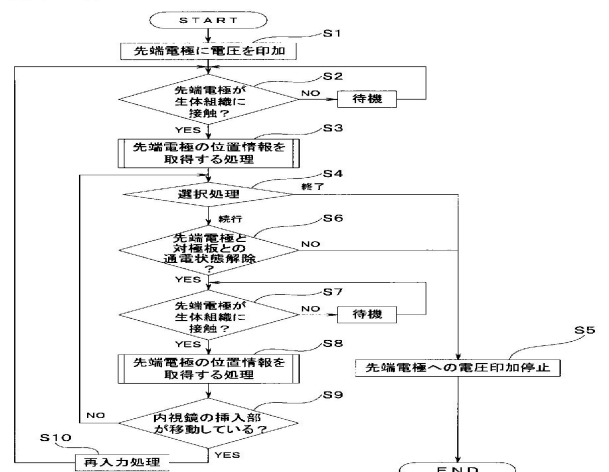 START
S1
先端電極に電圧を印加
S2
先端電極が
生体組織に
接触?
NO
待機
YES
S3
先端電極の位置情報を
取得する処理
S4
選択処理
終了
続行
S6
先端電極と
対極板との
通電状態解除
?
NO
YES
S7
先端電極が
生体組織に
接触?
NO
待機
YES
S8
先端電極の位置情報を
取得する処理
S5
先端電極への電圧印加停止
S9
内視鏡の挿入部
が移動している?
NO
YES
S10
再入力処理
END